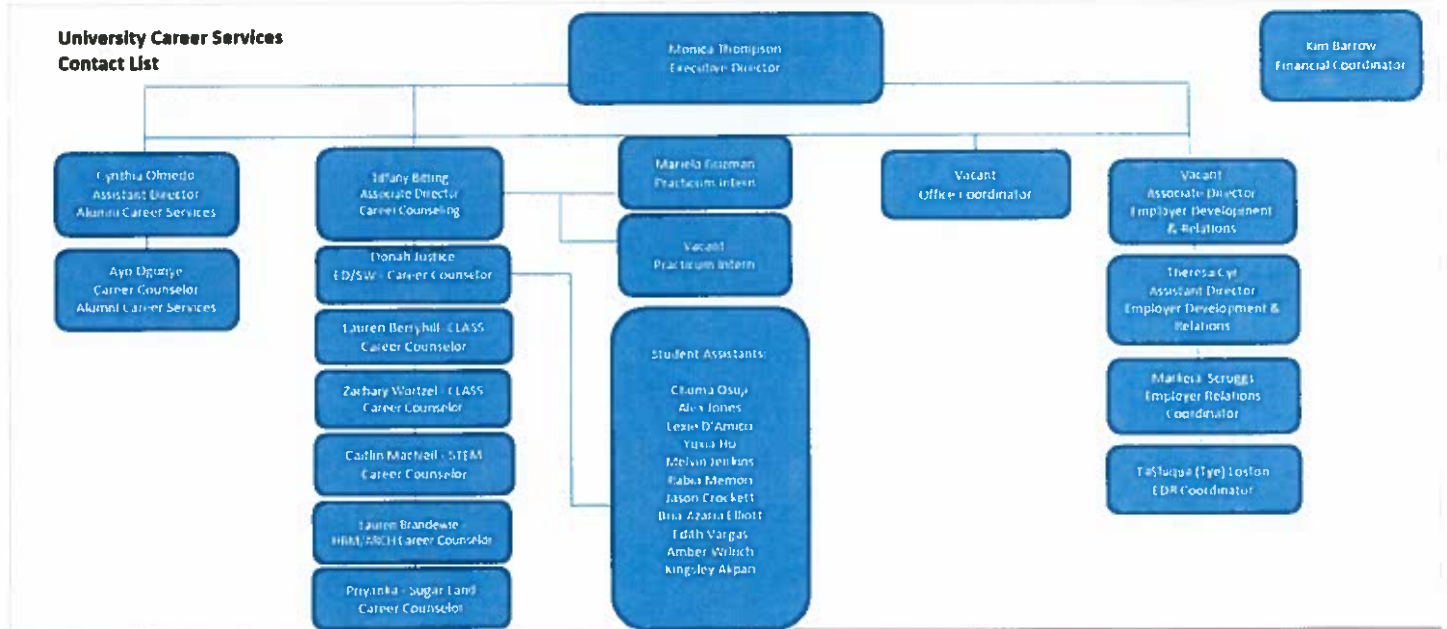 University Career Services
Contact List
Monica Thompson
Executive Director
Kim Barrow
Financial Coordinator
Cynthia Olmedo
Assistant Director
Alumni Career Services
Ayo Ogunye
Career Counselor
Alumni Career Services
Tiffany Bitting
Associate Director
Career Counseling
Donah Justice
ED/SW - Career Counselor
Lauren Berryhill - CLASS
Career Counselor
Zachary Wortzel - CLASS
Career Counselor
Caitlin MacNeil - STEM
Career Counselor
Lauren Brandewie -
HRM/ARCH Career Counselor
Priyanka - Sugar Land
Career Counselor
Mariela Guzman
Practicum Intern
Vacant
Practicum Intern
Student Assistants:
Chuma Osuji
Alex Jones
Lexie D'Amico
Yuxia Hu
Melvin Jenkins
Rabia Memon
Jason Crockett
Bria-Azaria Elliott
Edith Vargas
Amber Willrich
Kingsley Akpan
Vacant
Office Coordinator
Vacant
Associate Director
Employer Development
& Relations
Theresa Cyr
Assistant Director
Employer Development &
Relations
Markeia Scruggs
Employer Relations
Coordinator
(Tye) Loston
EDR Coordinator